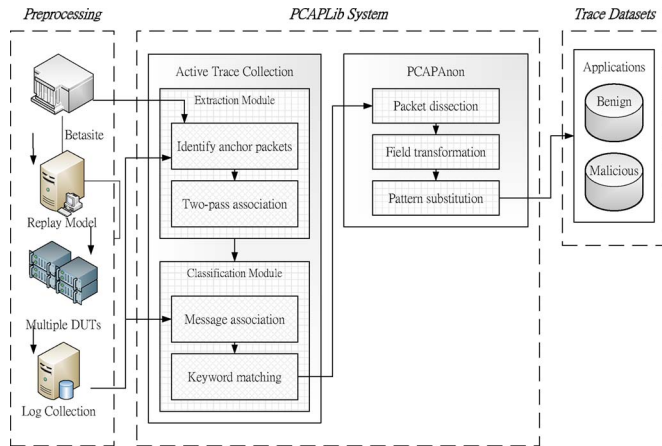 Preprocessing
PCAPLib System
Trace Datasets
Betasite
Replay Model
Multiple DUTs
Log Collection
Active Trace Collection
Extraction Module
Identify anchor packets
Two-pass association
Classification Module
Message association
Keyword matching
PCAPAnon
Packet dissection
Field transformation
Pattern substitution
Applications
Benign
Malicious